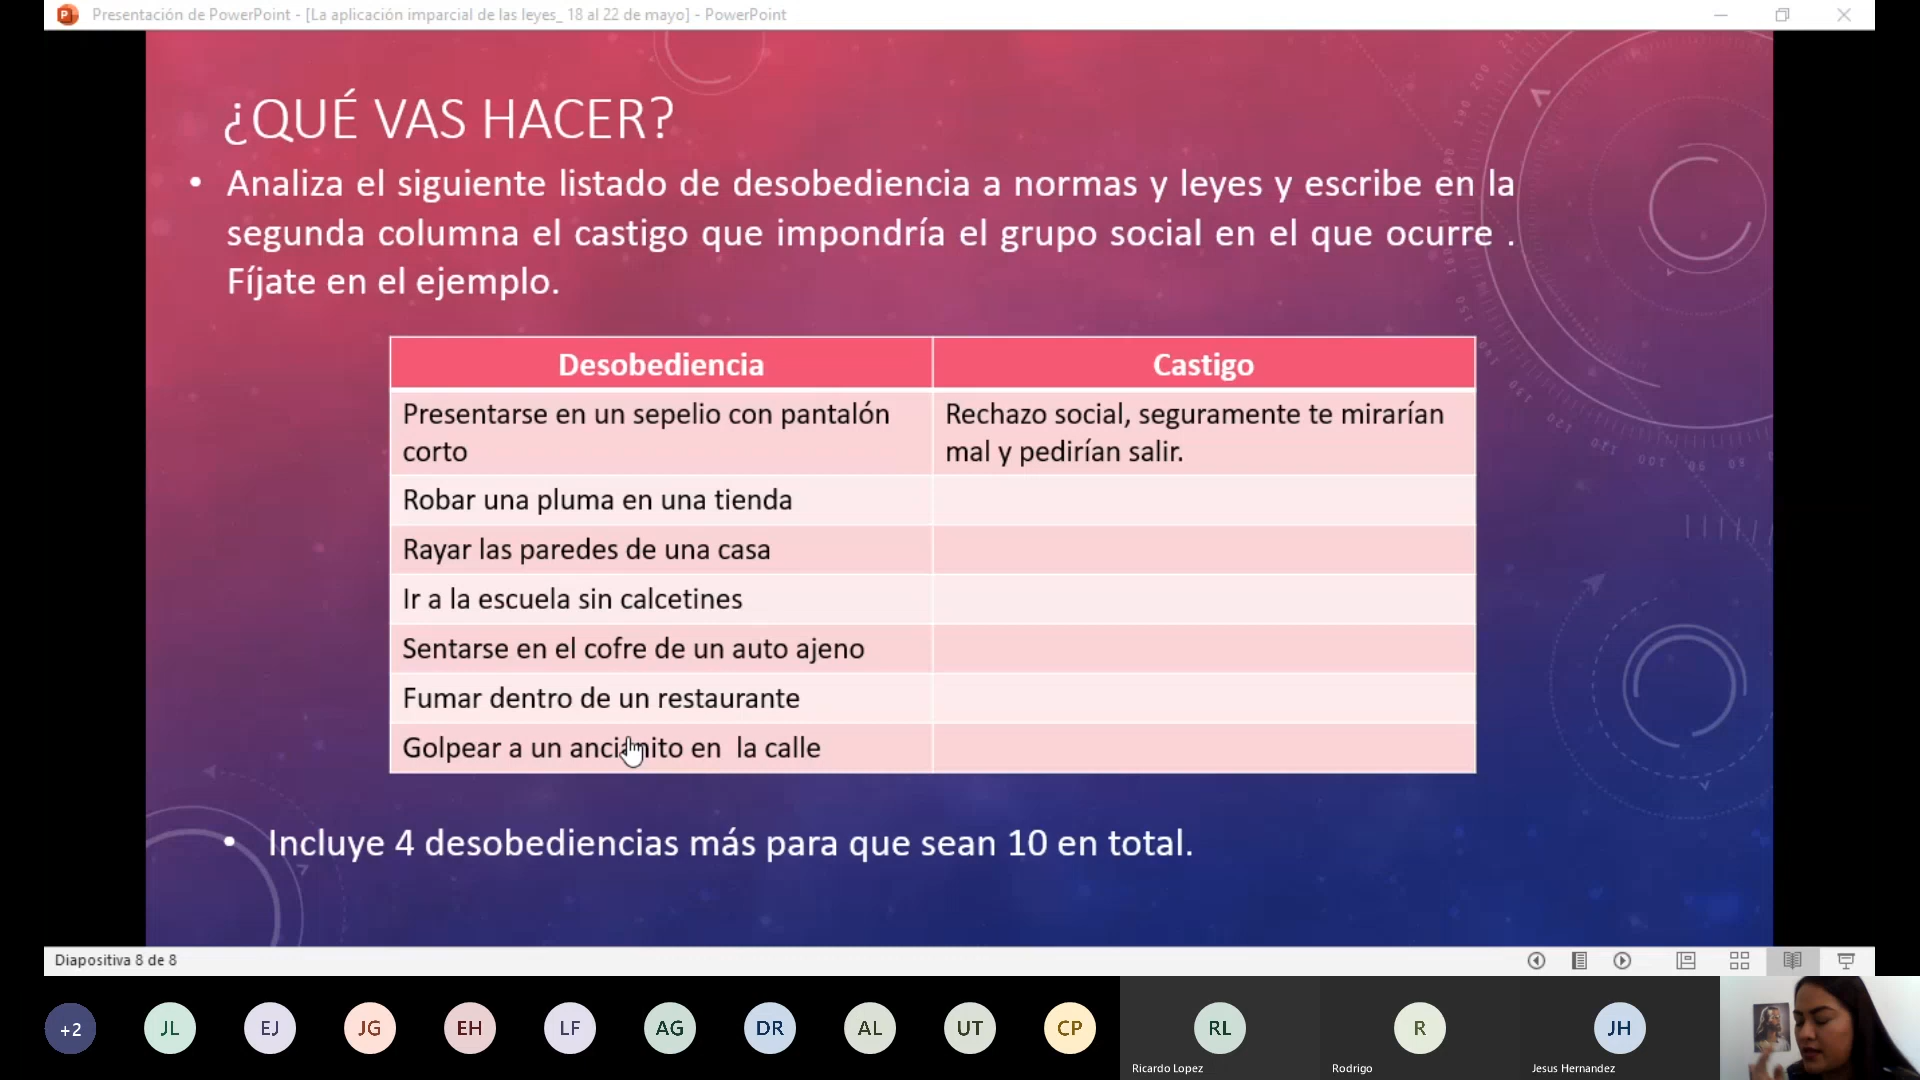 Presentación de PowerPoint - [La aplicación imparcial de las leyes_ 18 al 22 de mayo] - PowerPoint
¿QUÉ VAS HACER?
• Analiza el siguiente listado de desobediencia a normas y leyes y escribe en la
segunda columna el castigo que impondría el grupo social en el que ocurre .
Fíjate en el ejemplo.
Desobediencia Castigo
Presentarse en un sepelio con pantalón
corto
Rechazo social, seguramente te mirarían
mal y pedirían salir.
Robar una pluma en una tienda
Rayar las paredes de una casa
Ir a la escuela sin calcetines
Sentarse en el cofre de un auto ajeno
Fumar dentro de un restaurante
Golpear a un ancianito en la calle
• Incluye 4 desobediencias más para que sean 10 en total.
Diapositiva 8 de 8
+2 JL EJ JG EH LF AG DR AL UT CP RL R JH
Ricardo Lopez Rodrigo Jesus Hernandez